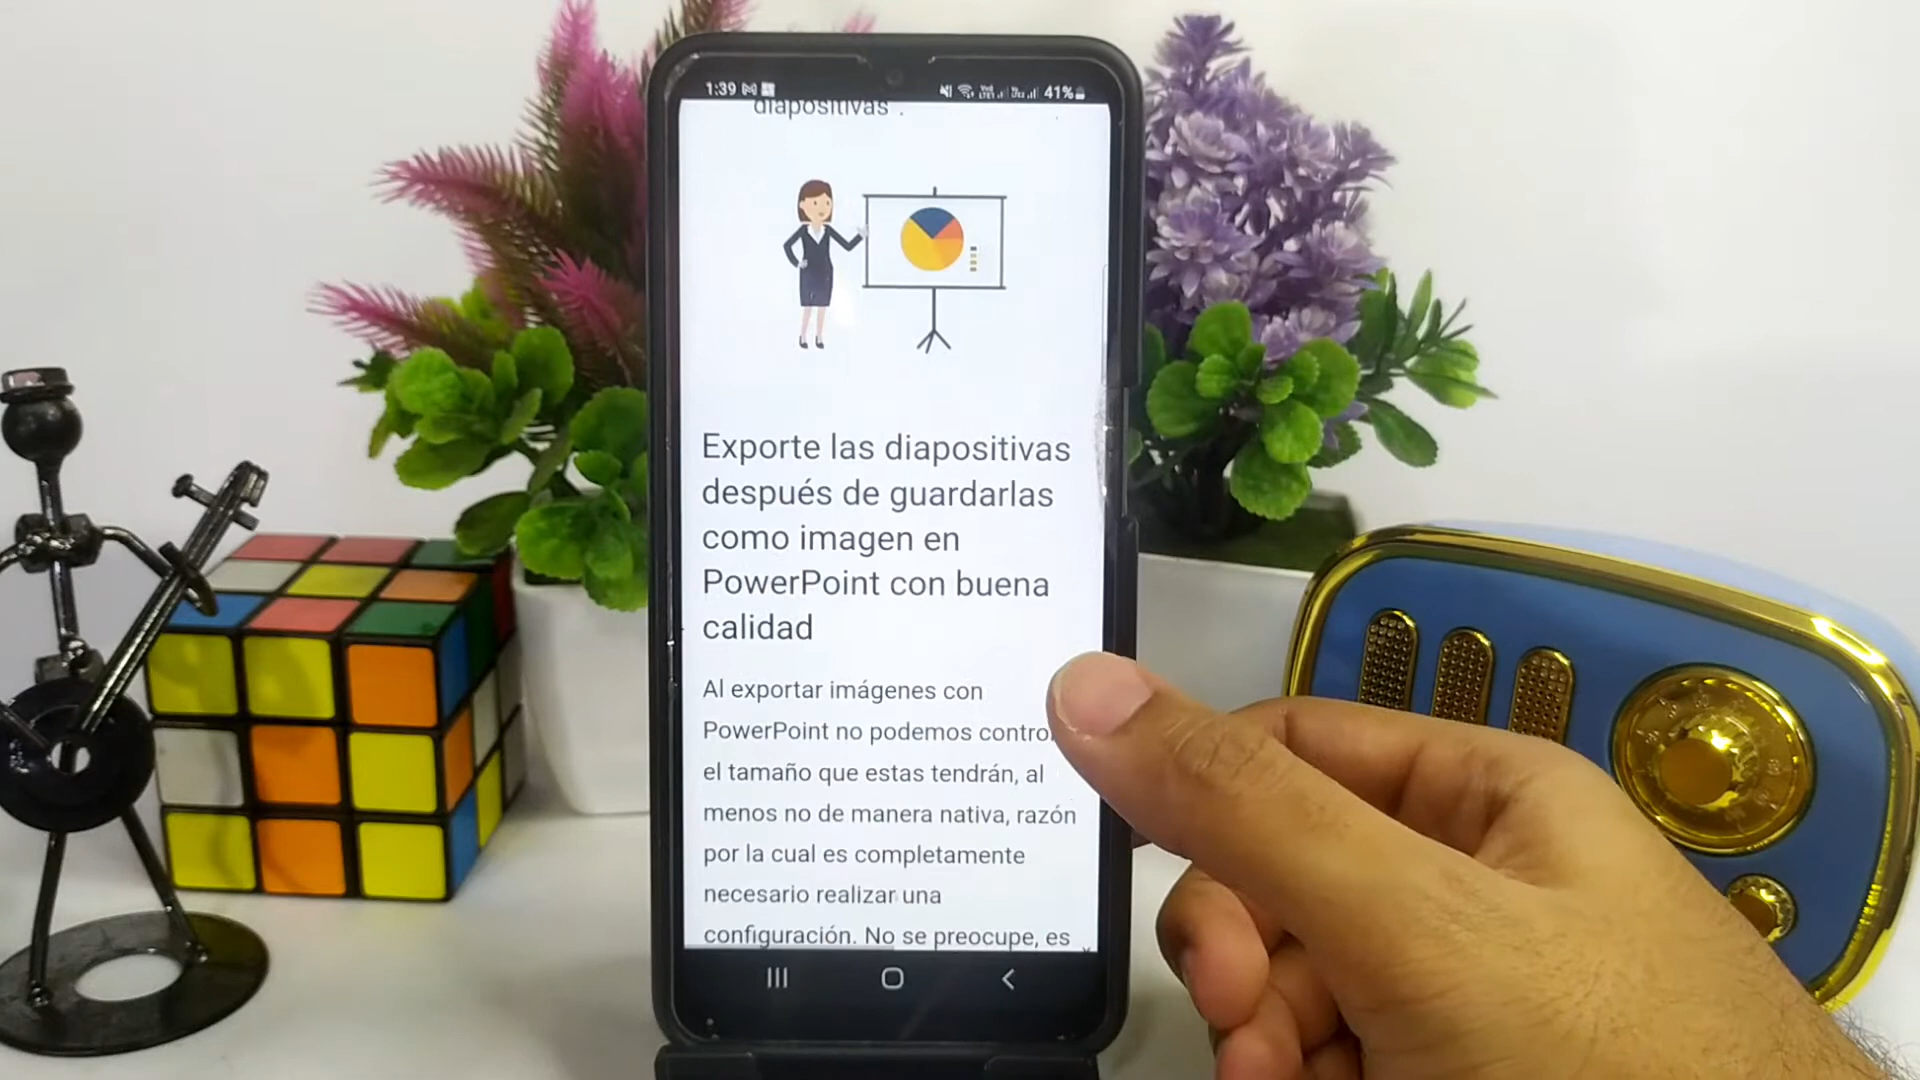 1:39
41%
diapositivas .
Exporte las diapositivas
después de guardarlas
como imagen en
PowerPoint con buena
calidad
Al exportar imágenes con
PowerPoint no podemos contro
el tamaño que estas tendrán, al
menos no de manera nativa, razón
por la cual es completamente
necesario realizar una
configuración. No se preocupe, es